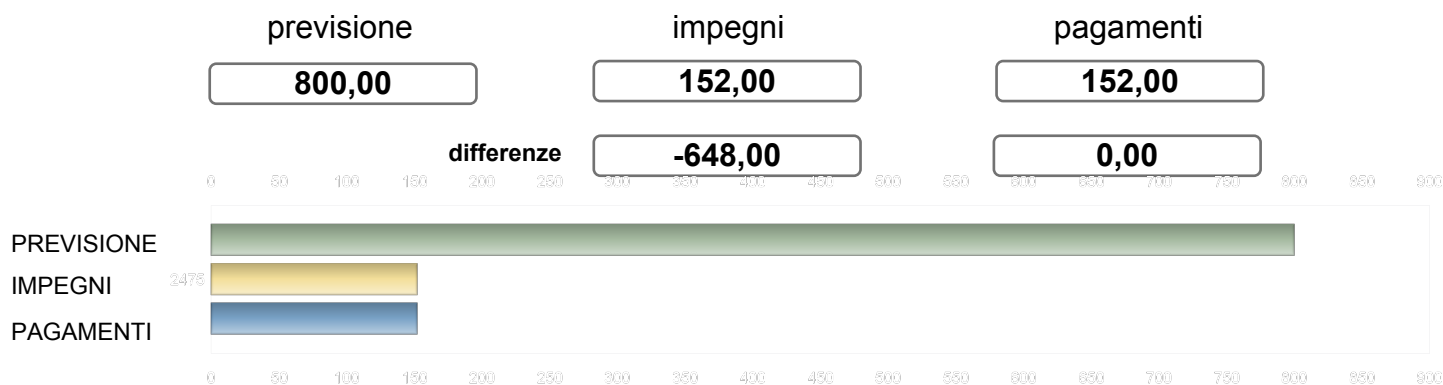 previsione impegni pagamenti
800,00 152,00 152,00
differenze -648,00 0,00
0 50 100 150 200 250 300 350 400 450 500 550 600 650 700 750 800 850 900
PREVISIONE
2475
IMPEGNI
PAGAMENTI
0 50 100 150 200 250 300 350 400 450 500 550 600 650 700 750 800 850 900